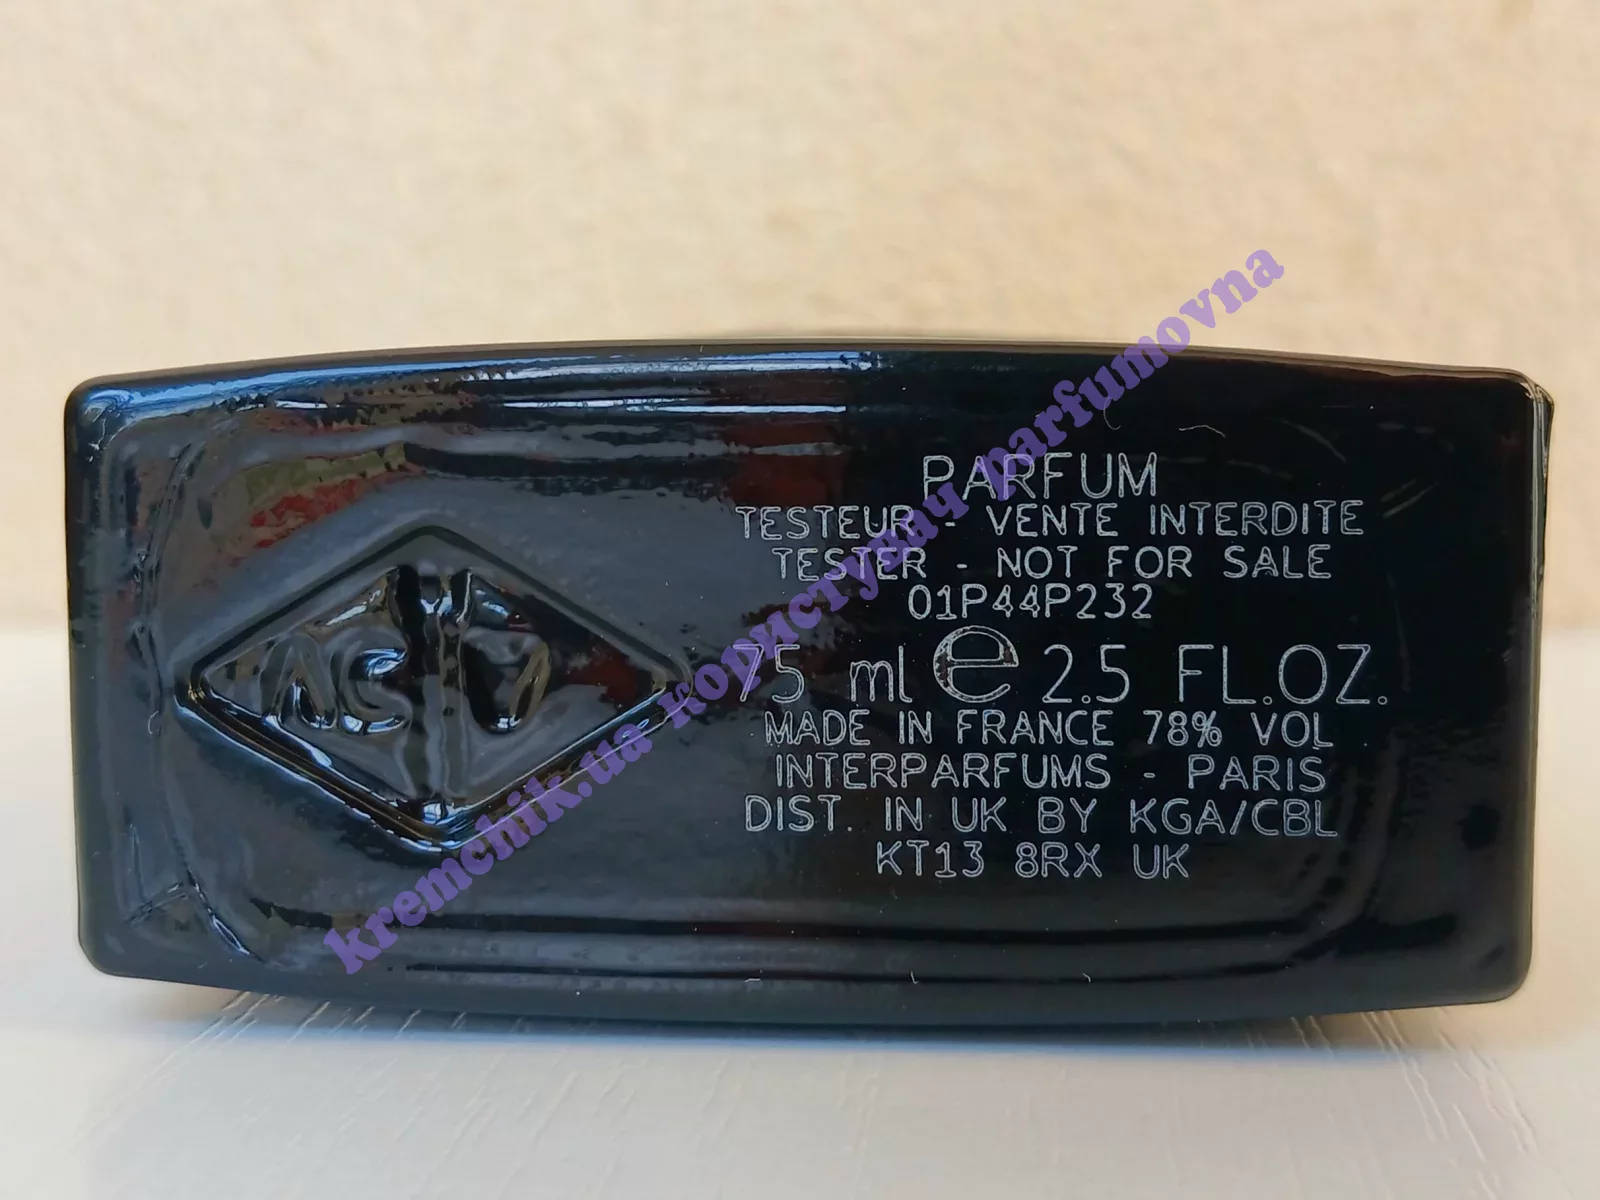 PARFUM
TESTEUR - VENTE INTERDITE
TESTER - NOT FOR SALE
01P44P232
75 ml e 2.5 FL.OZ.
MADE IN FRANCE 78% VOL
INTERPARFUMS - PARIS
DIST. IN UK BY KGA/CBL
KT13 8RX UK
kremchik.ua користувач parfumovna